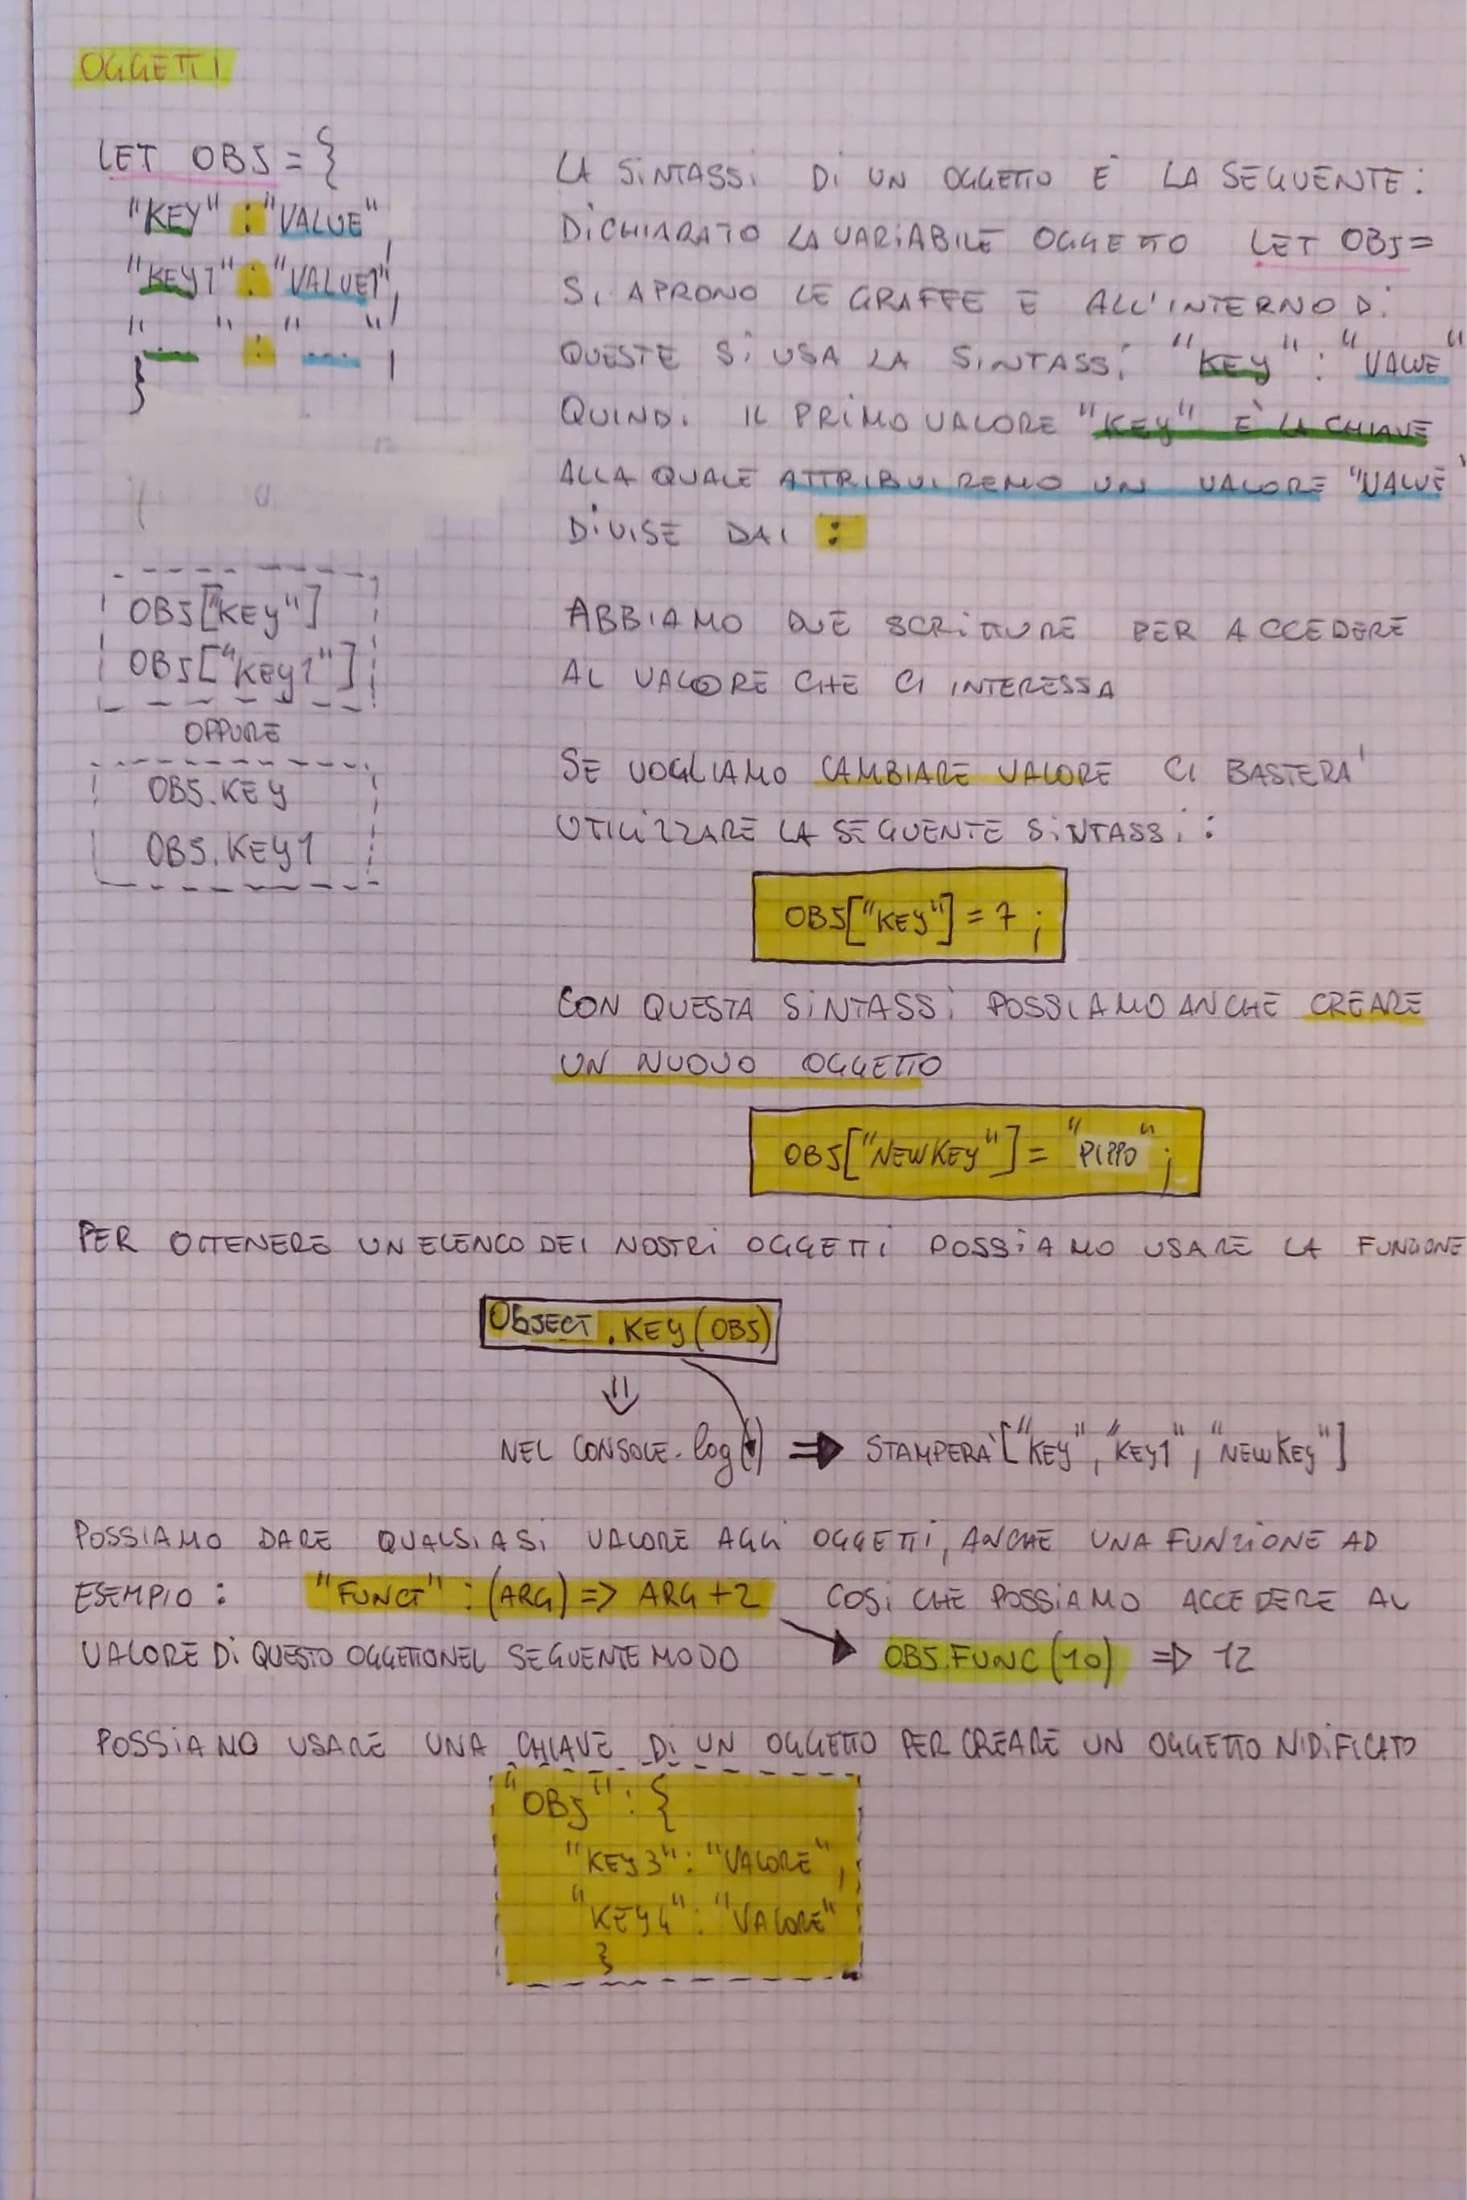 OGGETTI
LET OBJ = {
"KEY" : "VALUE",
"KEY1" : "VALUE1",
"..." : "...",
}
LA SINTASSI DI UN OGGETTO È LA SEGUENTE:
DICHIARATO LA VARIABILE OGGETTO LET OBJ =
SI APRONO LE GRAFFE E ALL'INTERNO DI
QUESTE SI USA LA SINTASSI "KEY" : "VALUE"
QUINDI IL PRIMO VALORE "KEY" È LA CHIAVE
ALLA QUALE ATTRIBUIREMO UN VALORE "VALUE"
DIVISE DAI :
OBJ["KEY"]
OBJ["KEY1"]
OPPURE
OBJ.KEY
OBJ.KEY1
ABBIAMO DUE SCRITTURE PER ACCEDERE
AL VALORE CHE CI INTERESSA
SE VOGLIAMO CAMBIARE VALORE CI BASTERA'
UTILIZZARE LA SEGUENTE SINTASSI :
OBJ["KEY"] = 7 ;
CON QUESTA SINTASSI POSSIAMO ANCHE CREARE
UN NUOVO OGGETTO
OBJ["NEWKEY"] = "PIPPO" ;
PER OTTENERE UN ELENCO DEI NOSTRI OGGETTI POSSIAMO USARE LA FUNZIONE
Object.KEY(OBJ)
NEL CONSOLE.log() => STAMPERA' ["KEY", "KEY1", "NEWKEY"]
POSSIAMO DARE QUALSIASI VALORE AGLI OGGETTI, ANCHE UNA FUNZIONE AD
ESEMPIO : "FUNCT" : (ARG) => ARG + 2 COSI CHE POSSIAMO ACCEDERE AL
VALORE DI QUESTO OGGETTO NEL SEGUENTE MODO OBJ.FUNC(10) => 12
POSSIAMO USARE UNA CHIAVE DI UN OGGETTO PER CREARE UN OGGETTO NIDIFICATO
"OBJ" : {
"KEY3" : "VALORE",
"KEY4" : "VALORE"
}